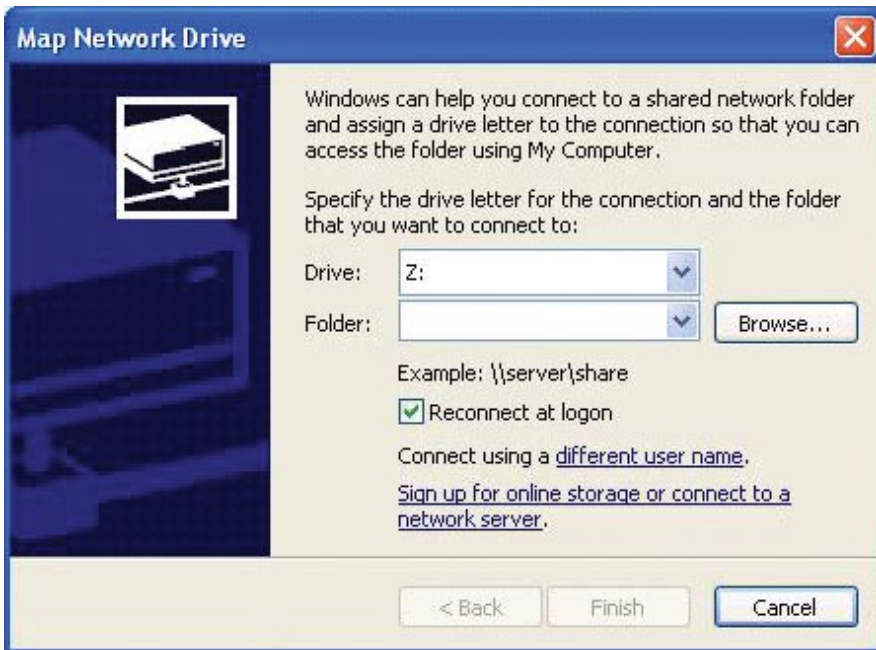 Map Network Drive
Windows can help you connect to a shared network folder
and assign a drive letter to the connection so that you can
access the folder using My Computer.
Specify the drive letter for the connection and the folder
that you want to connect to:
Drive: Z:
Folder: Browse...
Example: \\server\share
Reconnect at logon
Connect using a different user name.
Sign up for online storage or connect to a
network server.
< Back Finish Cancel